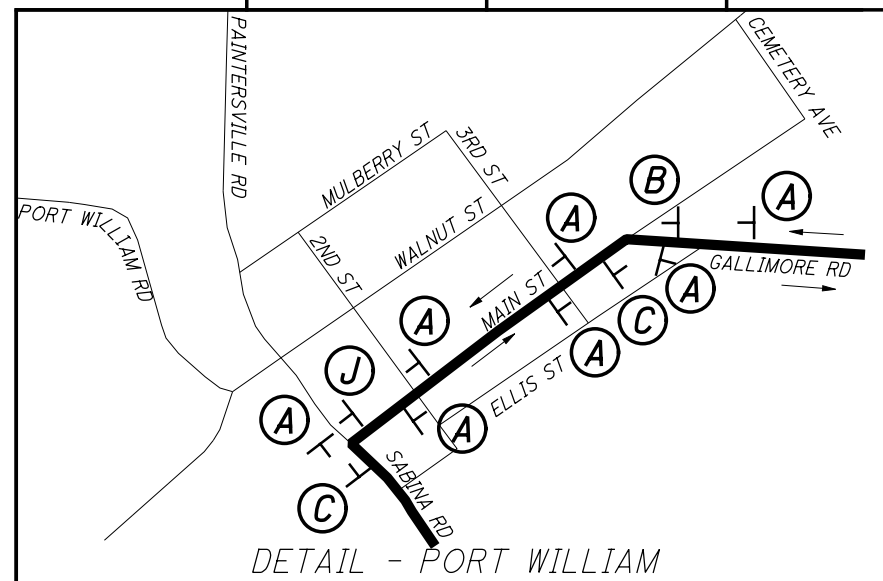 PAINTERSVILLE RD
CEMETERY AVE
MULBERRY ST
3RD ST
B
A
PORT WILLIAM RD
WALNUT ST
2ND ST
A
GALLIMORE RD
MAIN ST
A
C
A
A
J
ELLIS ST
A
A
SABINA RD
C
DETAIL - PORT WILLIAM